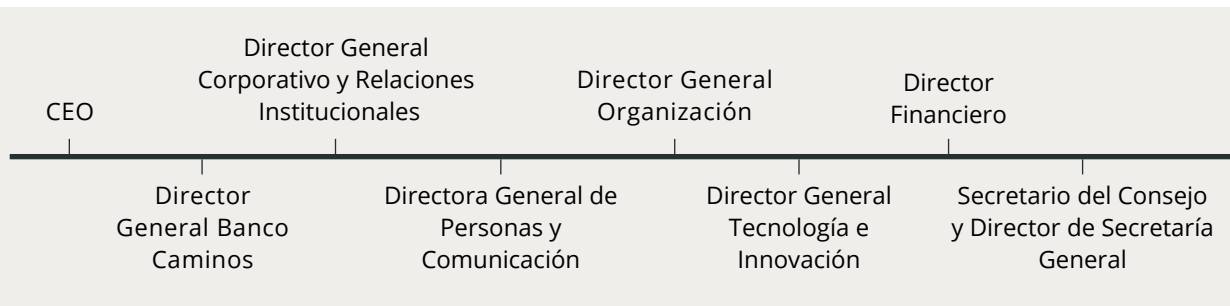 CEO
Director
General Banco
Caminos
Director General
Corporativo y Relaciones
Institucionales
Directora General de
Personas y
Comunicación
Director General
Organización
Director General
Tecnología e
Innovación
Director
Financiero
Secretario del Consejo
y Director de Secretaría
General